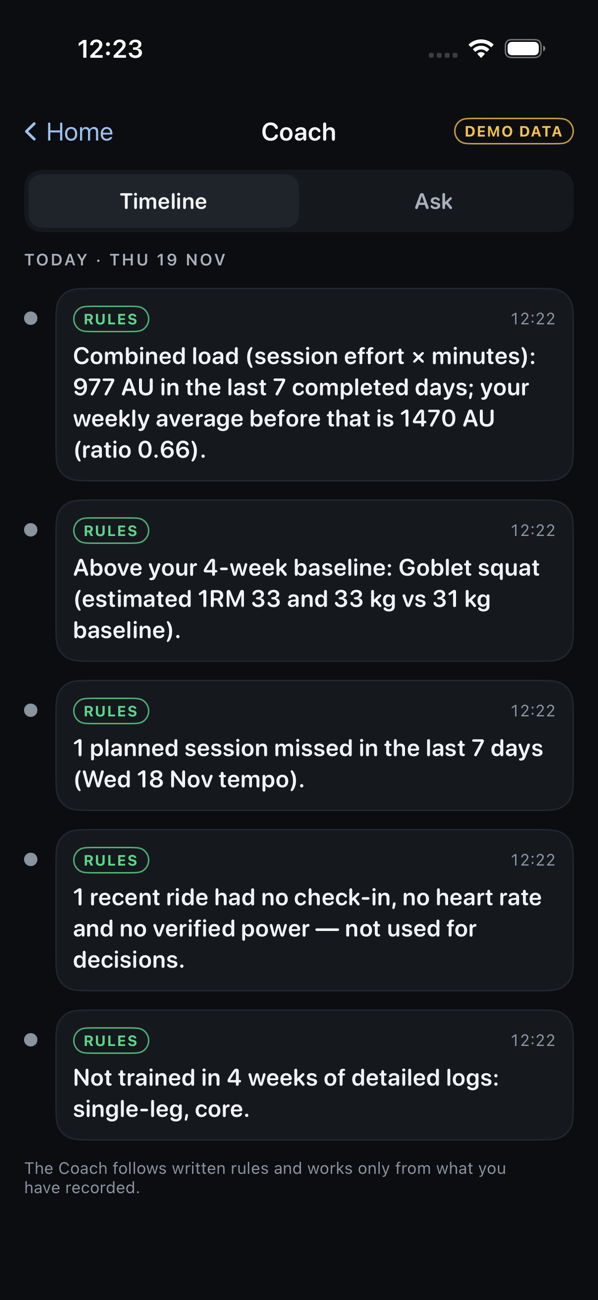 12:23
Home
Coach
DEMO DATA
Timeline
Ask
TODAY · THU 19 NOV
RULES
12:22
Combined load (session effort × minutes):
977 AU in the last 7 completed days; your
weekly average before that is 1470 AU
(ratio 0.66).
RULES
12:22
Above your 4-week baseline: Goblet squat
(estimated 1RM 33 and 33 kg vs 31 kg
baseline).
RULES
12:22
1 planned session missed in the last 7 days
(Wed 18 Nov tempo).
RULES
12:22
1 recent ride had no check-in, no heart rate
and no verified power — not used for
decisions.
RULES
12:22
Not trained in 4 weeks of detailed logs:
single-leg, core.
The Coach follows written rules and works only from what you
have recorded.